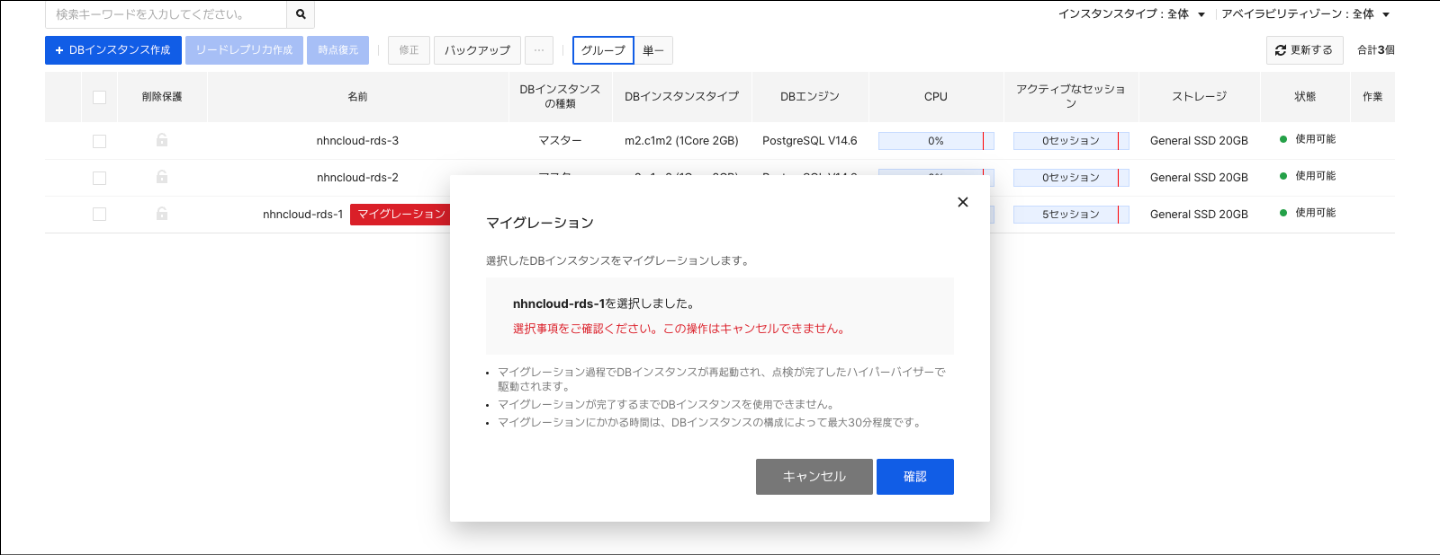 検索キーワードを入力してください。
インスタンスタイプ : 全体 アベイラビリティゾーン : 全体
+ DBインスタンス作成 リードレプリカ作成 時点復元 修正 バックアップ ... グループ 単一 更新する 合計3個
削除保護 名前 DBインスタンスの種類 DBインスタンスタイプ DBエンジン CPU アクティブなセッション ストレージ 状態 作業
nhncloud-rds-3 マスター m2.c1m2 (1Core 2GB) PostgreSQL V14.6 0% 0セッション General SSD 20GB 使用可能
nhncloud-rds-2 0セッション General SSD 20GB 使用可能
nhncloud-rds-1 マイグレーション 5セッション General SSD 20GB 使用可能
マイグレーション
選択したDBインスタンスをマイグレーションします。
nhncloud-rds-1を選択しました。
選択事項をご確認ください。この操作はキャンセルできません。
• マイグレーション過程でDBインスタンスが再起動され、点検が完了したハイパーバイザーで
駆動されます。
• マイグレーションが完了するまでDBインスタンスを使用できません。
• マイグレーションにかかる時間は、DBインスタンスの構成によって最大30分程度です。
キャンセル 確認